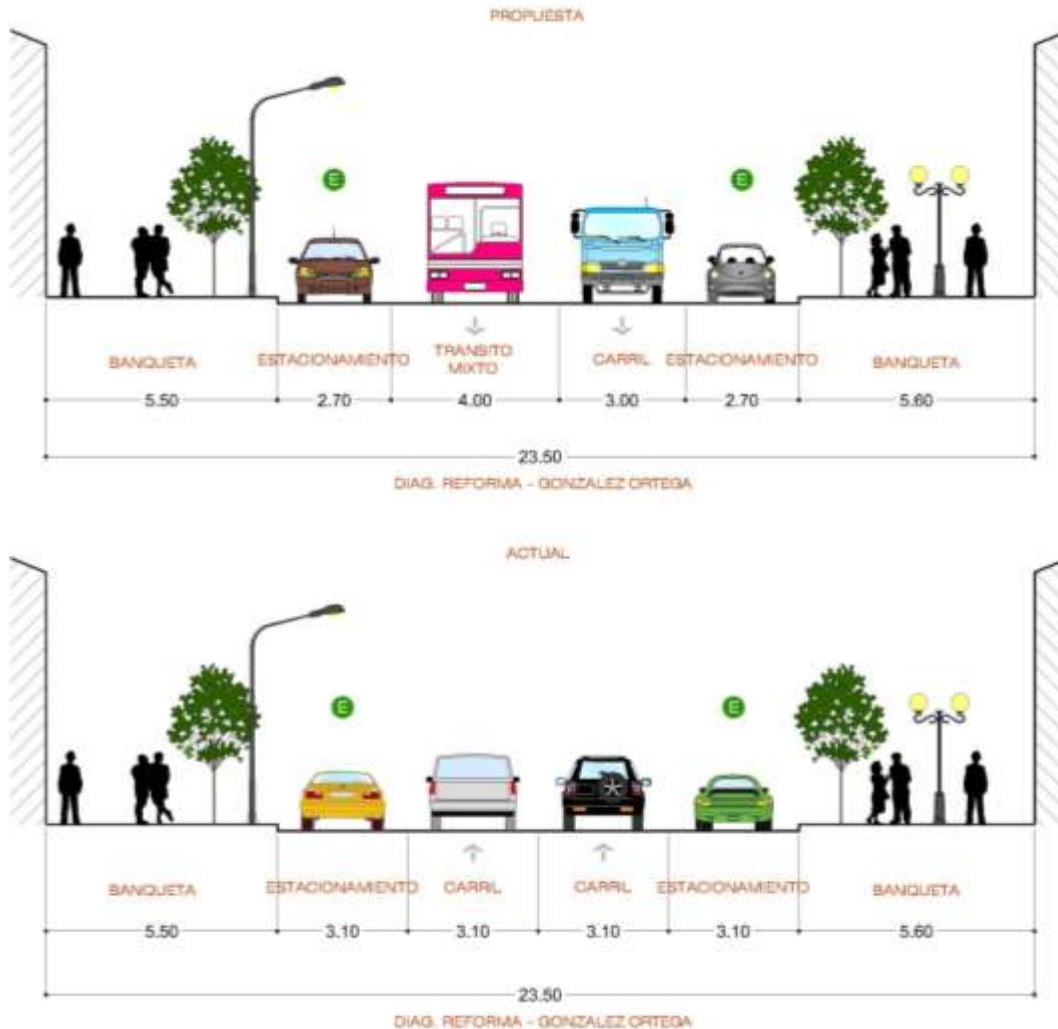 PROPUESTA
E
E
BANQUETA
ESTACIONAMIENTO
TRANSITO
MIXTO
CARRIL
ESTACIONAMIENTO
BANQUETA
5.50
2.70
4.00
3.00
2.70
5.60
23.50
DIAG. REFORMA - GONZALEZ ORTEGA
ACTUAL
E
E
BANQUETA
ESTACIONAMIENTO
CARRIL
CARRIL
ESTACIONAMIENTO
BANQUETA
5.50
3.10
3.10
3.10
3.10
5.60
23.50
DIAG. REFORMA - GONZALEZ ORTEGA